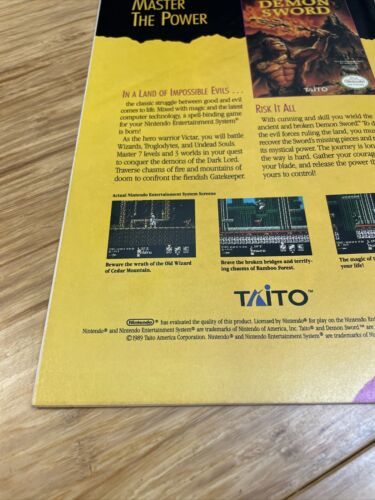 MASTER
THE POWER
DEMON
SWORD
TAITO
IN A LAND OF IMPOSSIBLE EVILS . . .
the classic struggle between good and evil
comes to life. Mixed with magic and the latest
computer technology, a spell-binding game
for your Nintendo Entertainment System®
is born!
As the hero warrior Victar, you will battle
Wizards, Troglodytes, and Undead Souls.
Master 7 levels and 3 worlds in your quest
to conquer the demons of the Dark Lord.
Traverse chasms of fire and mountains of
doom to confront the fiendish Gatekeeper.
RISK IT ALL
With cunning and skill you wield the
ancient and broken Demon Sword.™ To d
the evil forces ruling the land, you mu
recover the Sword's missing pieces and r
its mystical power. The journey is long
the way is hard. Gather your courag
your blade, and release the power t
yours to control!
Actual Nintendo Entertainment System Screens
Beware the wrath of the Old Wizard
of Cedar Mountain.
Brave the broken bridges and terrify-
ing chasms of Bamboo Forest.
The magic of t
your life!
TAITO™
Nintendo® has evaluated the quality of this product. Licensed by Nintendo® for play on the Nintendo En
Nintendo® and Nintendo Entertainment System® are trademarks of Nintendo of America, Inc. Taito and Demon Sword.™ are
©1989 Taito America Corporation. Nintendo® and Nintendo Entertainment System® are trademarks of N